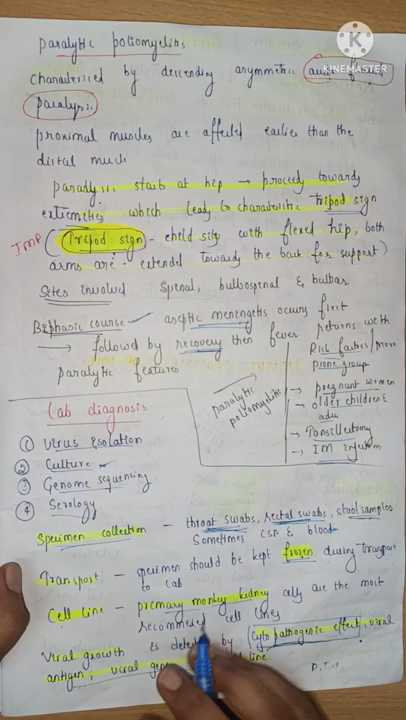 Paralytic poliomyelitis
characterised by descending asymmetric acute
paralysis
KINEMASTER
proximal muscles are affected earlier than the
distal muscle
paralysis starts at hip → proceed towards
extremeties which leads to characteristic tripod sign
IMP (Tripod sign - child sits with flexed hip, both
arms are extended towards the back for support)
Sites involved Spinal, bulbospinal & bulbar
Biphasic course aseptic menengitis occurs first
→ followed by recovery then fever returns with
paralytic features
Risk factors / more
prone group
paralytic
poliomyelitis
→ pregnant women
→ older children &
→ Tonsillectomy
→ IM injection
Lab diagnosis
① Virus isolation
② Culture
③ Genome sequencing
④ Serology
Specimen collection - throat swabs, rectal swabs, stool samples
Sometimes CSF & blood
Transport - specimen should be kept frozen during transport
to lab
Cell line - primary monkey kidney cells are the most
recommended cell lines
Viral growth is detected by cytopathogenic effect, viral
antigen, viral
P.T.O